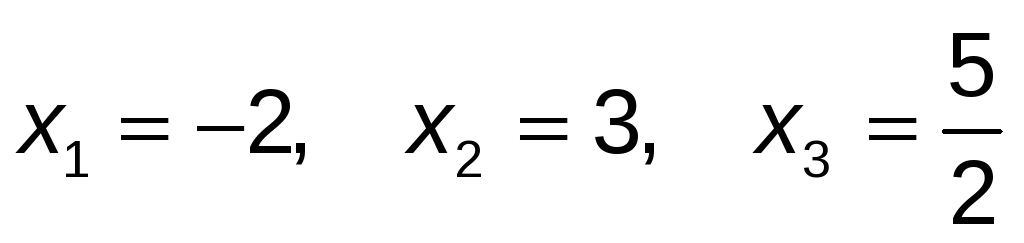 x₁ = −2, x₂ = 3, x₃ = 5/2